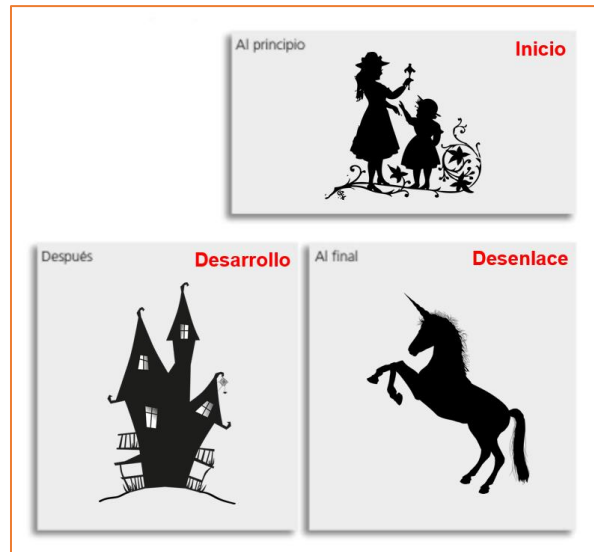 Al principio
Inicio
Después
Desarrollo
Al final
Desenlace